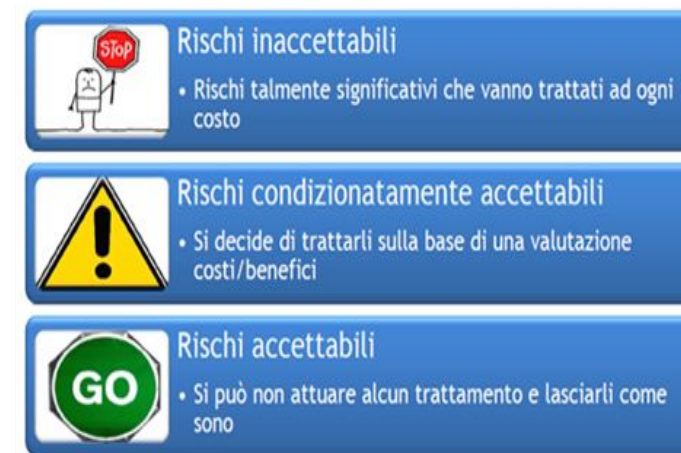 STOP
Rischi inaccettabili
• Rischi talmente significativi che vanno trattati ad ogni
costo
Rischi condizionatamente accettabili
• Si decide di trattarli sulla base di una valutazione
costi/benefici
GO
Rischi accettabili
• Si può non attuare alcun trattamento e lasciarli come
sono